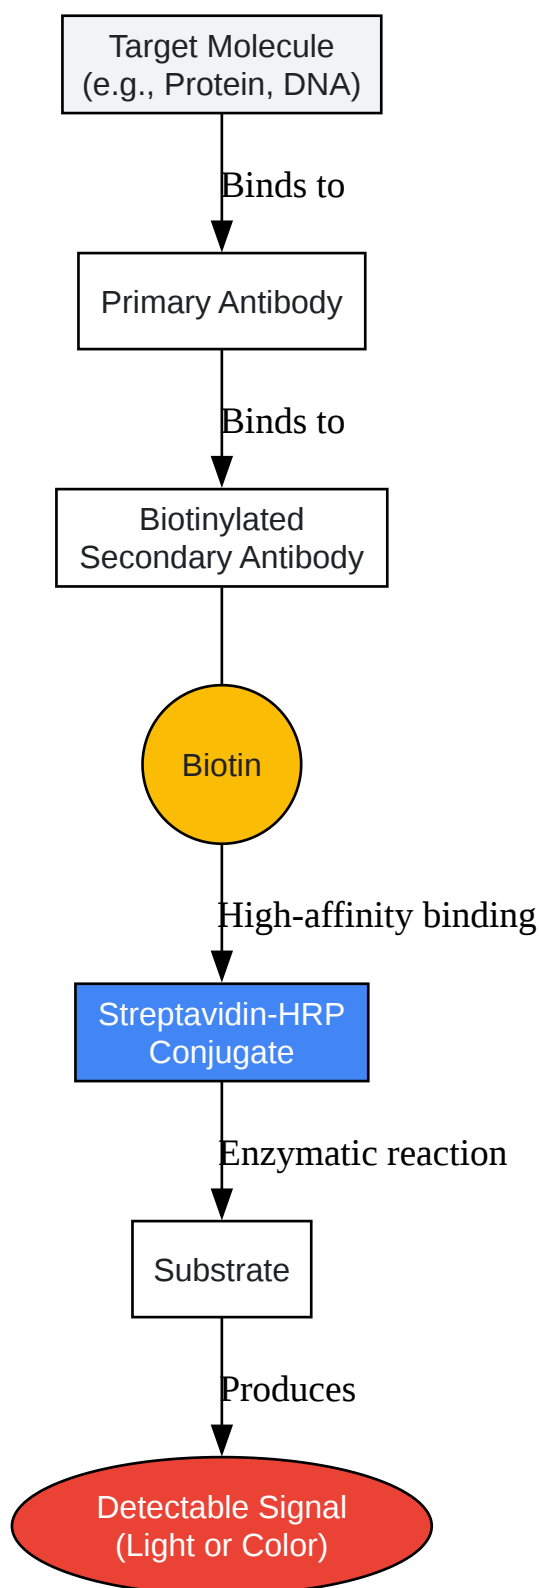 Target Molecule
(e.g., Protein, DNA)
Binds to
Primary Antibody
Binds to
Biotinylated
Secondary Antibody
Biotin
High-affinity binding
Streptavidin-HRP
Conjugate
Enzymatic reaction
Substrate
Produces
Detectable Signal
(Light or Color)